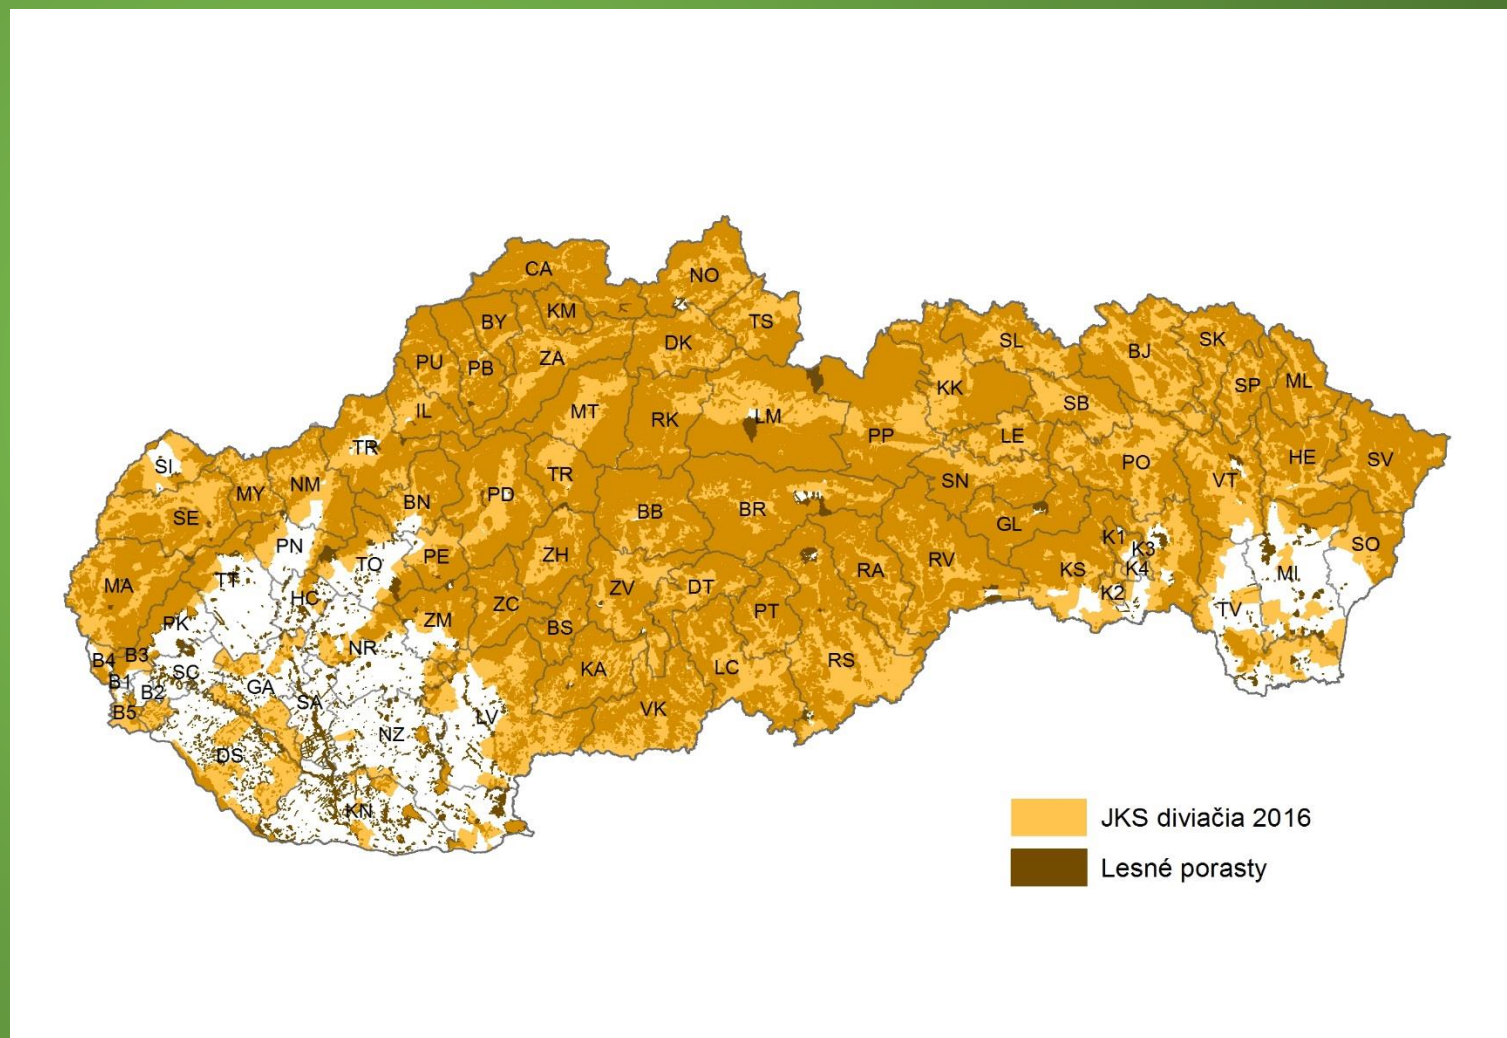 CA
NO
KM
BY
TS
DK
SL
BJ
SK
ZA
PU
PB
KK
SP
ML
IL
MT
RK
LM
SB
TR
PP
LE
HE
SV
ŠI
PO
NM
MY
BN
PD
TR
SN
VT
SE
BB
BR
GL
PN
K1
SO
TO
PE
ZH
RV
K3
MA
TT
RA
KS
K4
MI
HC
ZV
DT
K2
ZC
PT
TV
PK
ZM
BS
NR
B3
B4
SC
KA
LC
RS
B1
B2
GA
SA
B5
LV
VK
NZ
DS
KN
JKS diviačia 2016
Lesné porasty